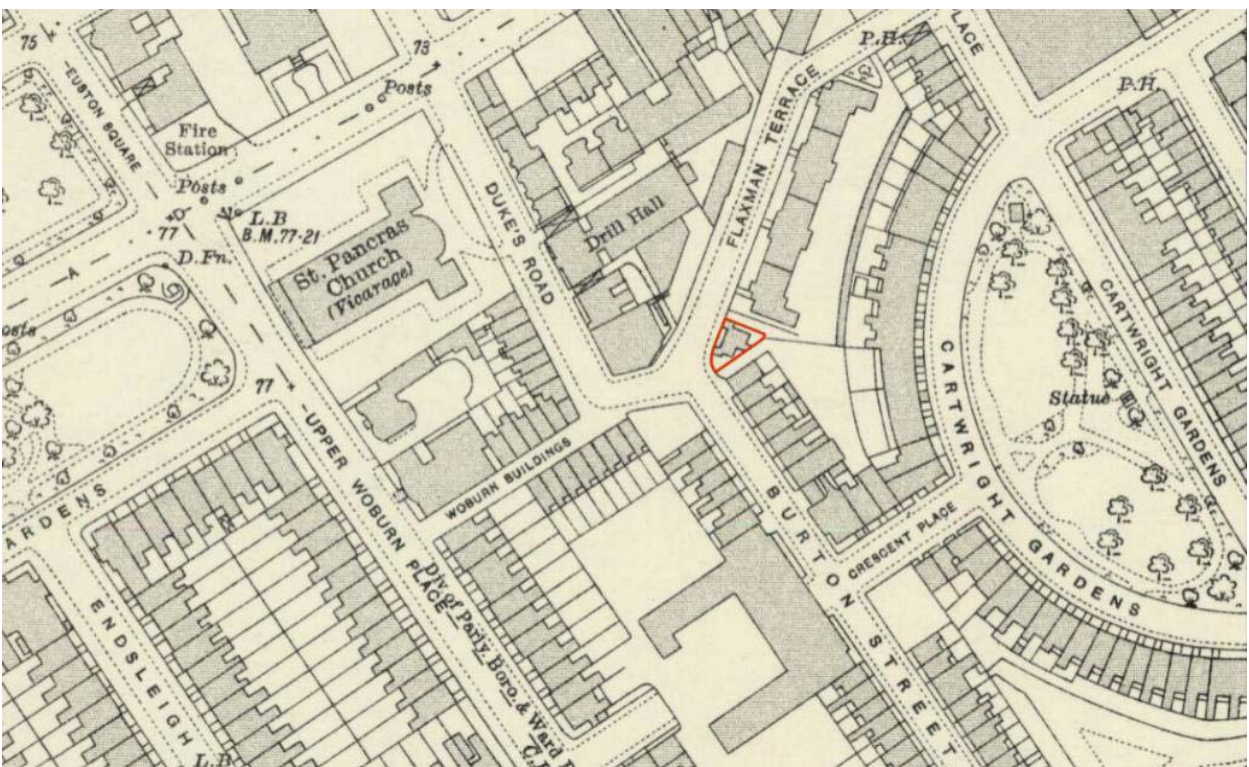 75
EUSTON SQUARE
73
Posts
Fire
Station
Posts
77
L.B
B.M. 77·21
D. Fn.
A
St. Pancras
Church
(Vicarage)
DUKE'S ROAD
Drill Hall
FLAXMAN TERRACE
P.H.
PLACE
P.H.
CARTWRIGHT GARDENS
Statue
CARTWRIGHT GARDENS
77
UPPER WOBURN PLACE
WOBURN BUILDINGS
BURTON STREET
CRESCENT PLACE
ARDENS
ENDSLEIGH
L.B.
Div. of Parly. Boro. & Ward